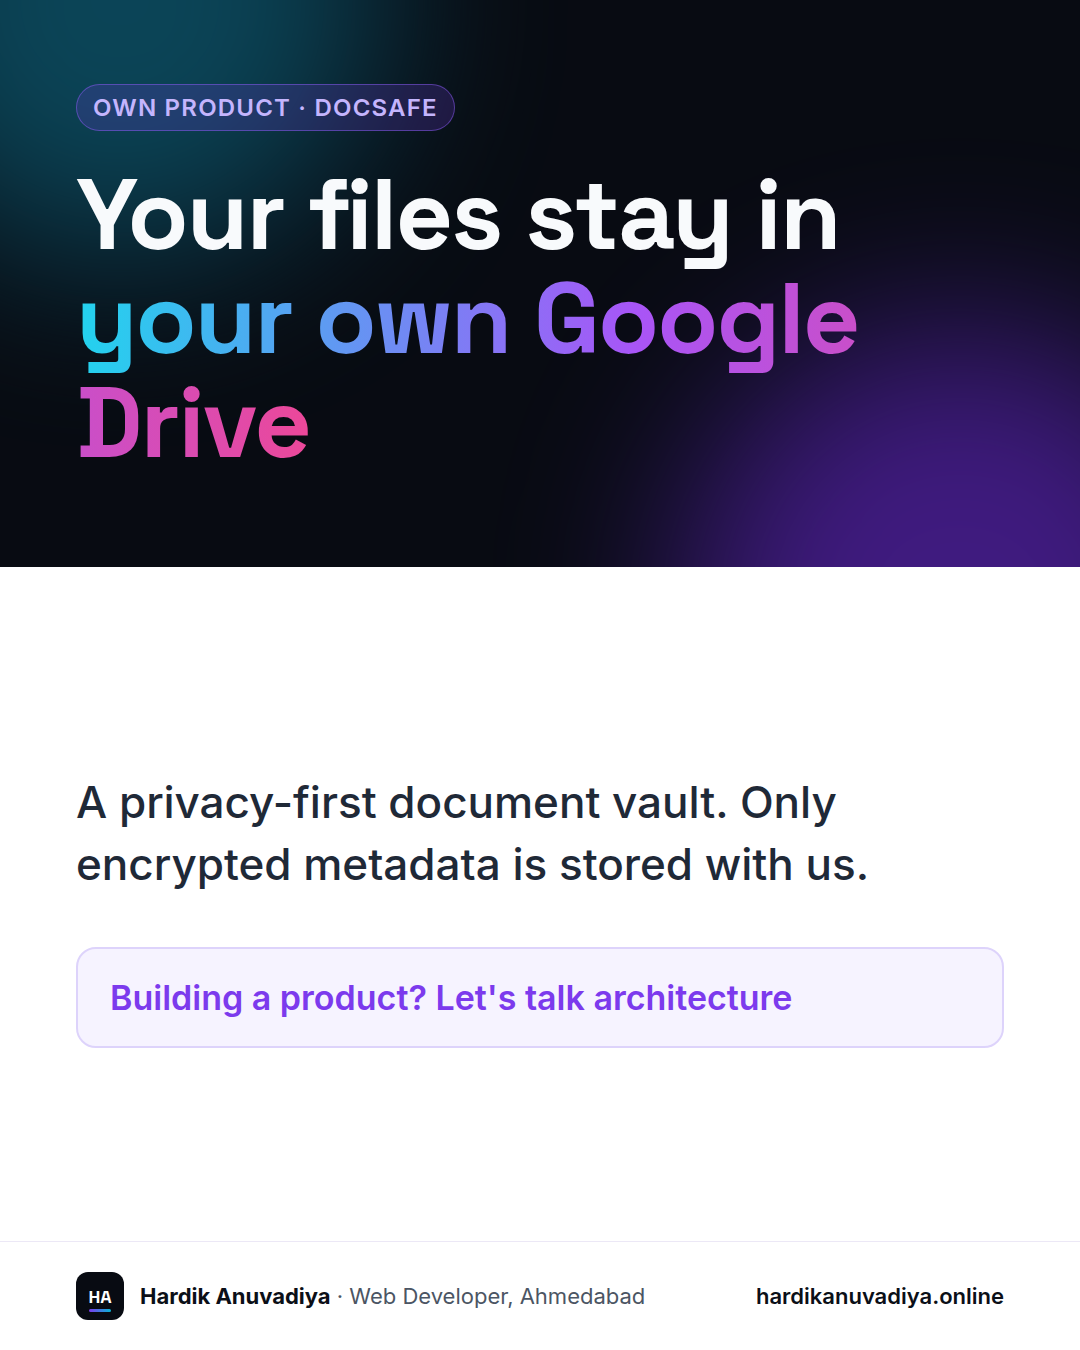 OWN PRODUCT · DOCSAFE
Your files stay in
your own Google
Drive
A privacy-first document vault. Only
encrypted metadata is stored with us.
Building a product? Let's talk architecture
HA
Hardik Anuvadiya · Web Developer, Ahmedabad
hardikanuvadiya.online